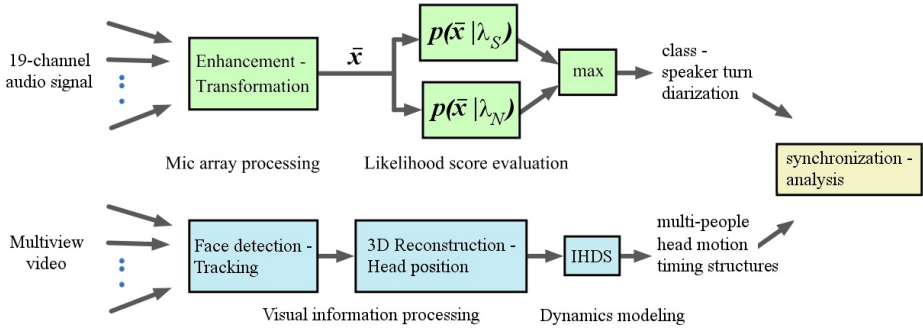 19-channel
audio signal
Enhancement -
Transformation
x̄
p(x̄ |λS)
p(x̄ |λN)
max
class -
speaker turn
diarization
Mic array processing
Likelihood score evaluation
synchronization -
analysis
Multiview
video
Face detection -
Tracking
3D Reconstruction -
Head position
IHDS
multi-people
head motion
timing structures
Visual information processing
Dynamics modeling